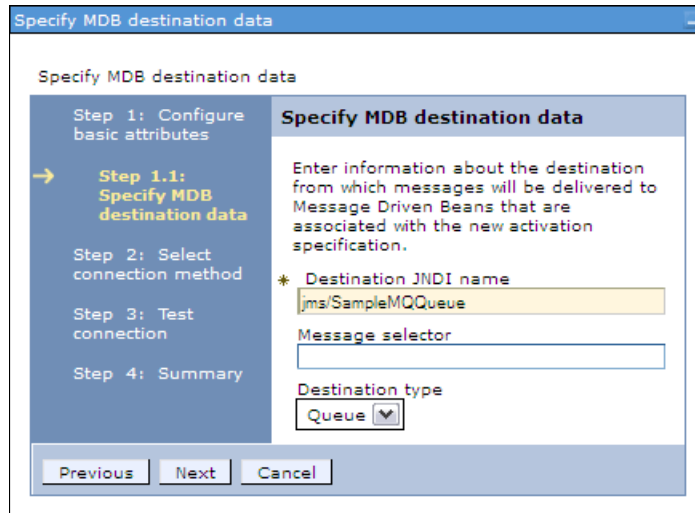 Specify MDB destination data
Specify MDB destination data
Step 1: Configure
basic attributes
Step 1.1:
Specify MDB
destination data
Step 2: Select
connection method
Step 3: Test
connection
Step 4: Summary
Specify MDB destination data
Enter information about the destination
from which messages will be delivered to
Message Driven Beans that are
associated with the new activation
specification.
* Destination JNDI name
jms/SampleMQQueue
Message selector
Destination type
Queue
Previous Next Cancel